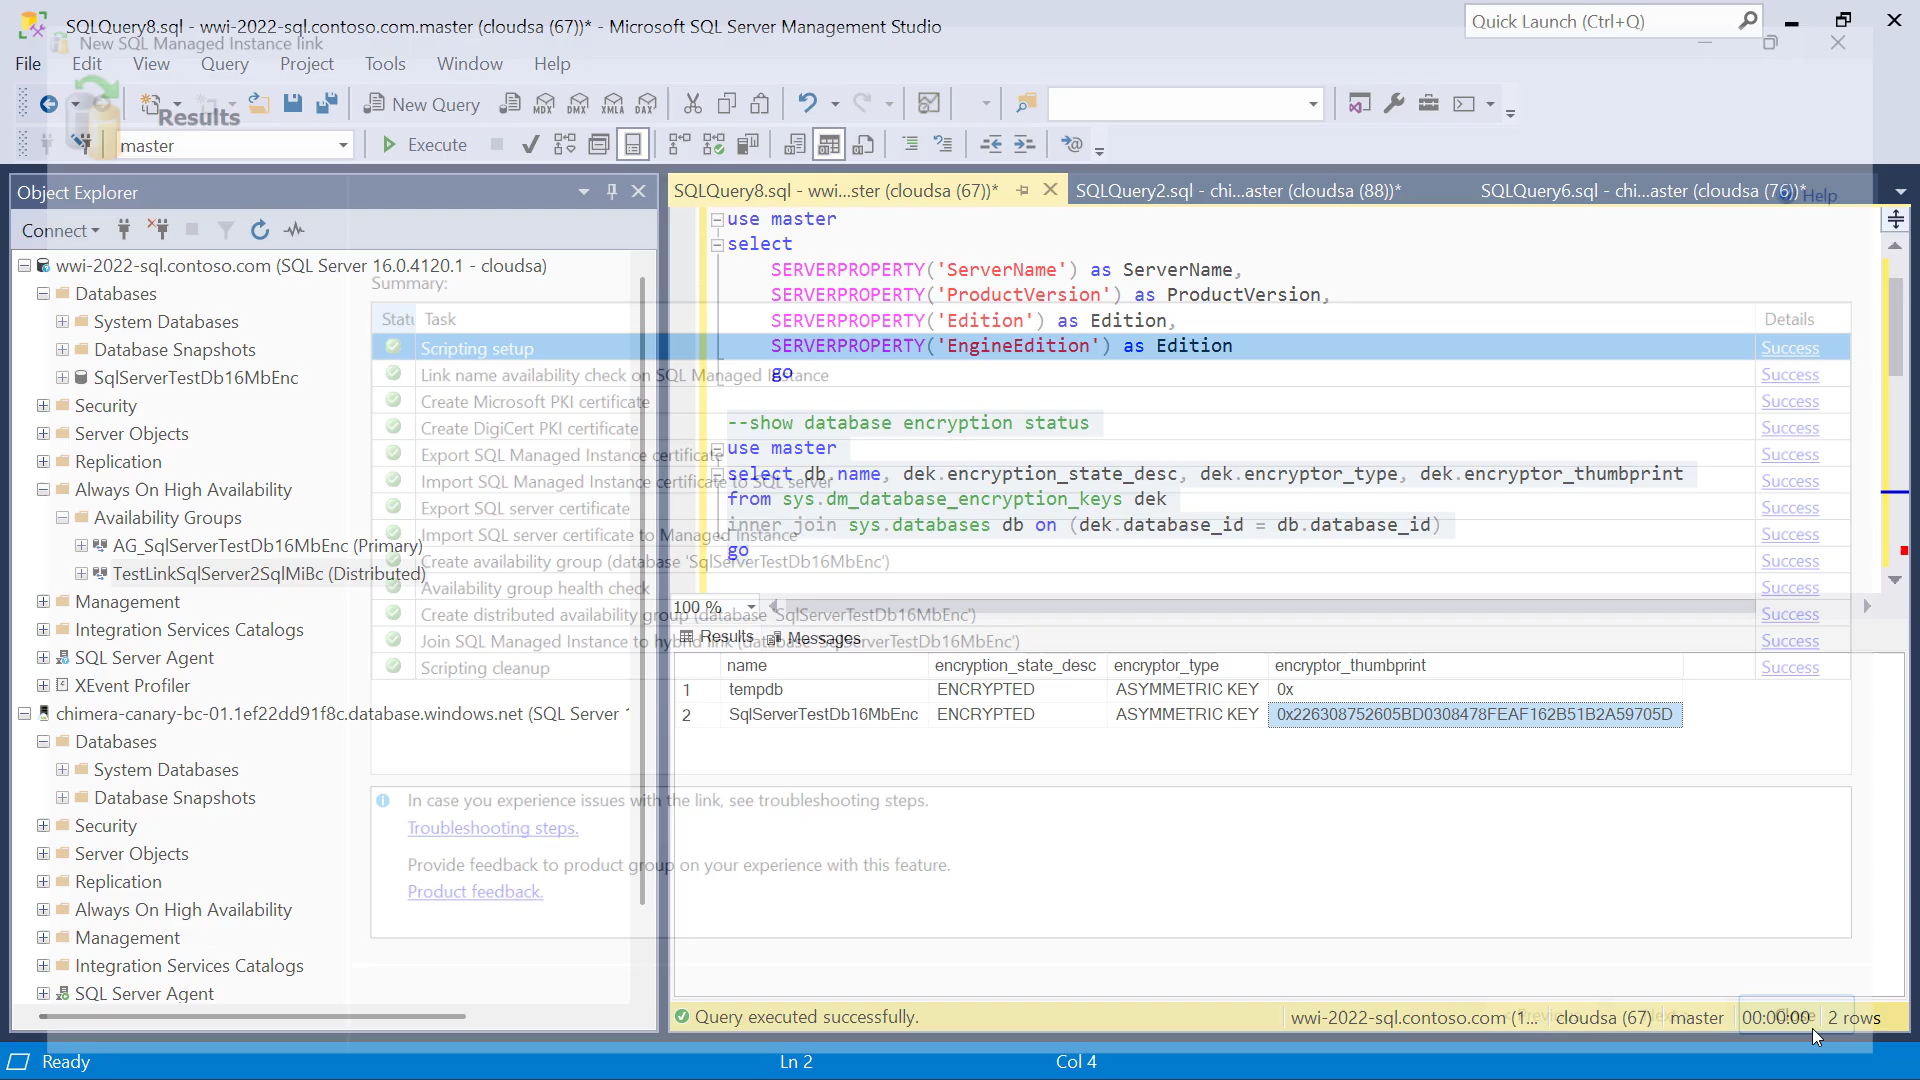 SQLQuery8.sql - wwi-2022-sql.contoso.com.master (cloudsa (67))* - Microsoft SQL Server Management Studio
Quick Launch (Ctrl+Q)
New SQL Managed Instance link
File Edit View Query Project Tools Window Help
Results
New Query
MDX DMX XMLA DAX
master
Execute
Help
Object Explorer
Connect
wwi-2022-sql.contoso.com (SQL Server 16.0.4120.1 - cloudsa)
Databases
System Databases
Database Snapshots
SqlServerTestDb16MbEnc
Security
Server Objects
Replication
Always On High Availability
Availability Groups
AG_SqlServerTestDb16MbEnc (Primary)
TestLinkSqlServer2SqlMiBc (Distributed)
Management
Integration Services Catalogs
SQL Server Agent
XEvent Profiler
chimera-canary-bc-01.1ef22dd91f8c.database.windows.net (SQL Server 1
Databases
System Databases
Database Snapshots
Security
Server Objects
Replication
Always On High Availability
Management
Integration Services Catalogs
SQL Server Agent
SQLQuery8.sql - wwi...ster (cloudsa (67))*
SQLQuery2.sql - chi...aster (cloudsa (88))*
SQLQuery6.sql - chi...aster (cloudsa (76))*
use master
select
SERVERPROPERTY('ServerName') as ServerName,
SERVERPROPERTY('ProductVersion') as ProductVersion,
SERVERPROPERTY('Edition') as Edition,
SERVERPROPERTY('EngineEdition') as Edition
go
--show database encryption status
use master
select db.name, dek.encryption_state_desc, dek.encryptor_type, dek.encryptor_thumbprint
from sys.dm_database_encryption_keys dek
inner join sys.databases db on (dek.database_id = db.database_id)
go
100 %
Results Messages
name encryption_state_desc encryptor_type encryptor_thumbprint
1 tempdb ENCRYPTED ASYMMETRIC KEY 0x
2 SqlServerTestDb16MbEnc ENCRYPTED ASYMMETRIC KEY 0x226308752605BD0308478FEAF162B51B2A59705D
Summary:
Statu Task Details
Scripting setup Success
Link name availability check on SQL Managed Instance Success
Create Microsoft PKI certificate Success
Create DigiCert PKI certificate Success
Export SQL Managed Instance certificate Success
Import SQL Managed Instance certificate to SQL server Success
Export SQL server certificate Success
Import SQL server certificate to Managed Instance Success
Create availability group (database 'SqlServerTestDb16MbEnc') Success
Availability group health check Success
Create distributed availability group (database 'SqlServerTestDb16MbEnc') Success
Join SQL Managed Instance to hybrid link (database 'SqlServerTestDb16MbEnc') Success
Scripting cleanup Success
In case you experience issues with the link, see troubleshooting steps.
Troubleshooting steps.
Provide feedback to product group on your experience with this feature.
Product feedback.
Close
Query executed successfully.
wwi-2022-sql.contoso.com (1... cloudsa (67) master 00:00:00 2 rows
Ready Ln 2 Col 4